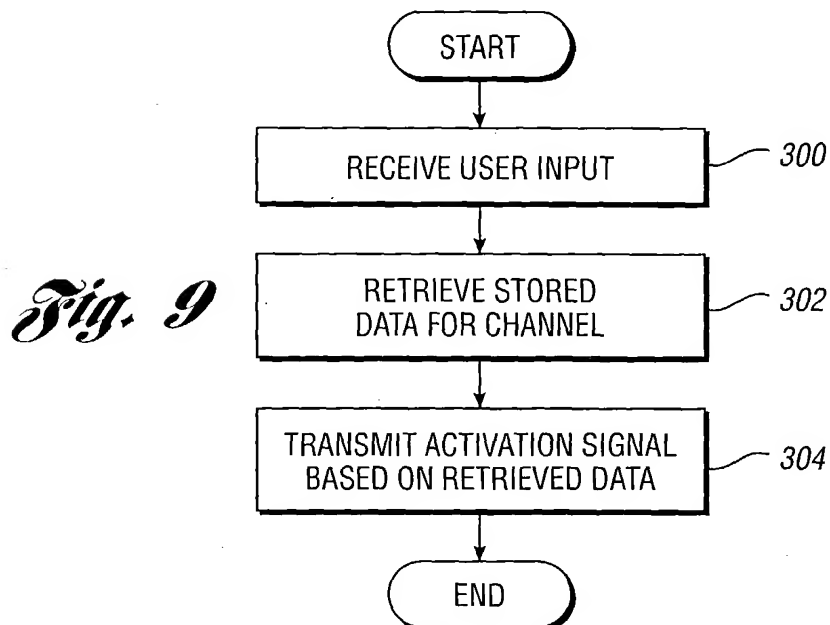 START
RECEIVE USER INPUT
300
Fig. 9
RETRIEVE STORED
DATA FOR CHANNEL
302
TRANSMIT ACTIVATION SIGNAL
BASED ON RETRIEVED DATA
304
END